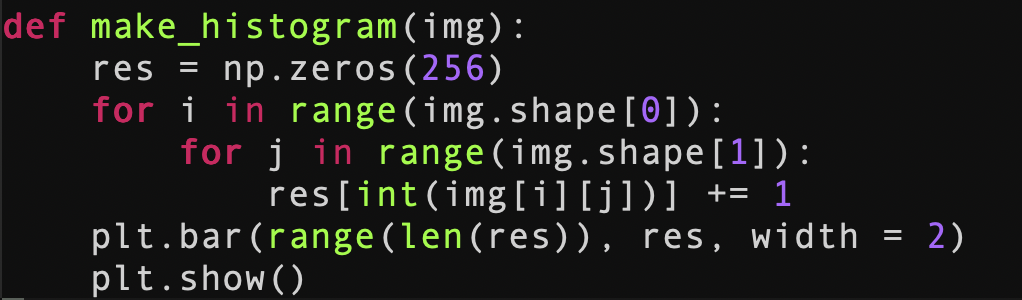 def make_histogram(img):
    res = np.zeros(256)
    for i in range(img.shape[0]):
        for j in range(img.shape[1]):
            res[int(img[i][j])] += 1
    plt.bar(range(len(res)), res, width = 2)
    plt.show()